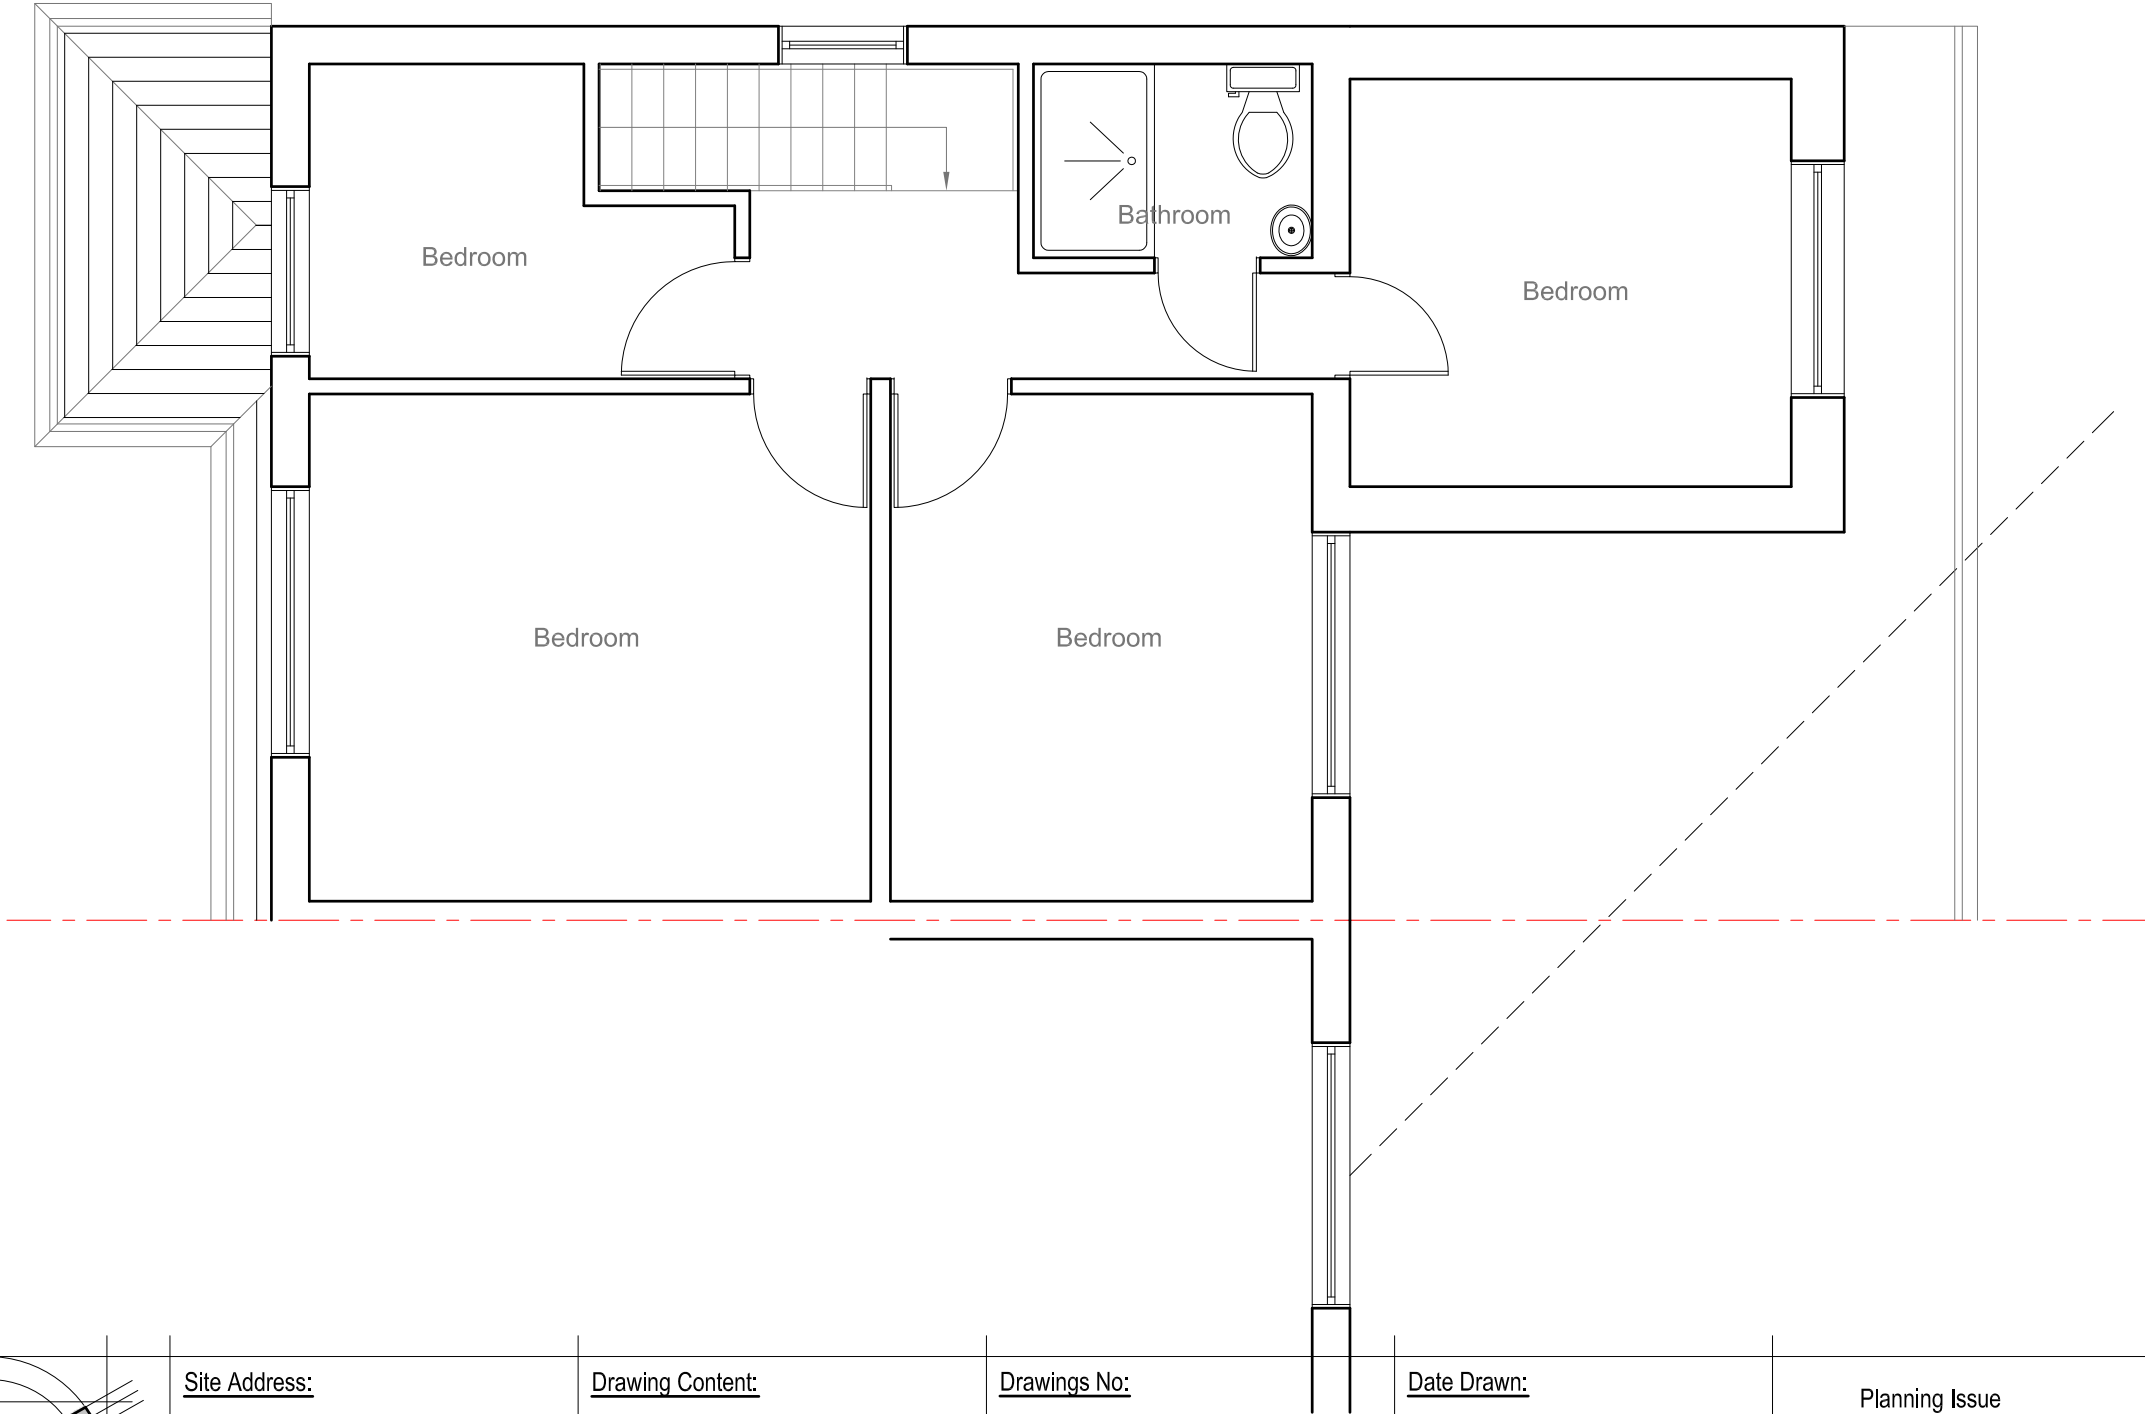 Bathroom
Bedroom
Bedroom
Bedroom
Bedroom
Site Address:
Drawing Content:
Drawings No:
Date Drawn:
Planning Issue